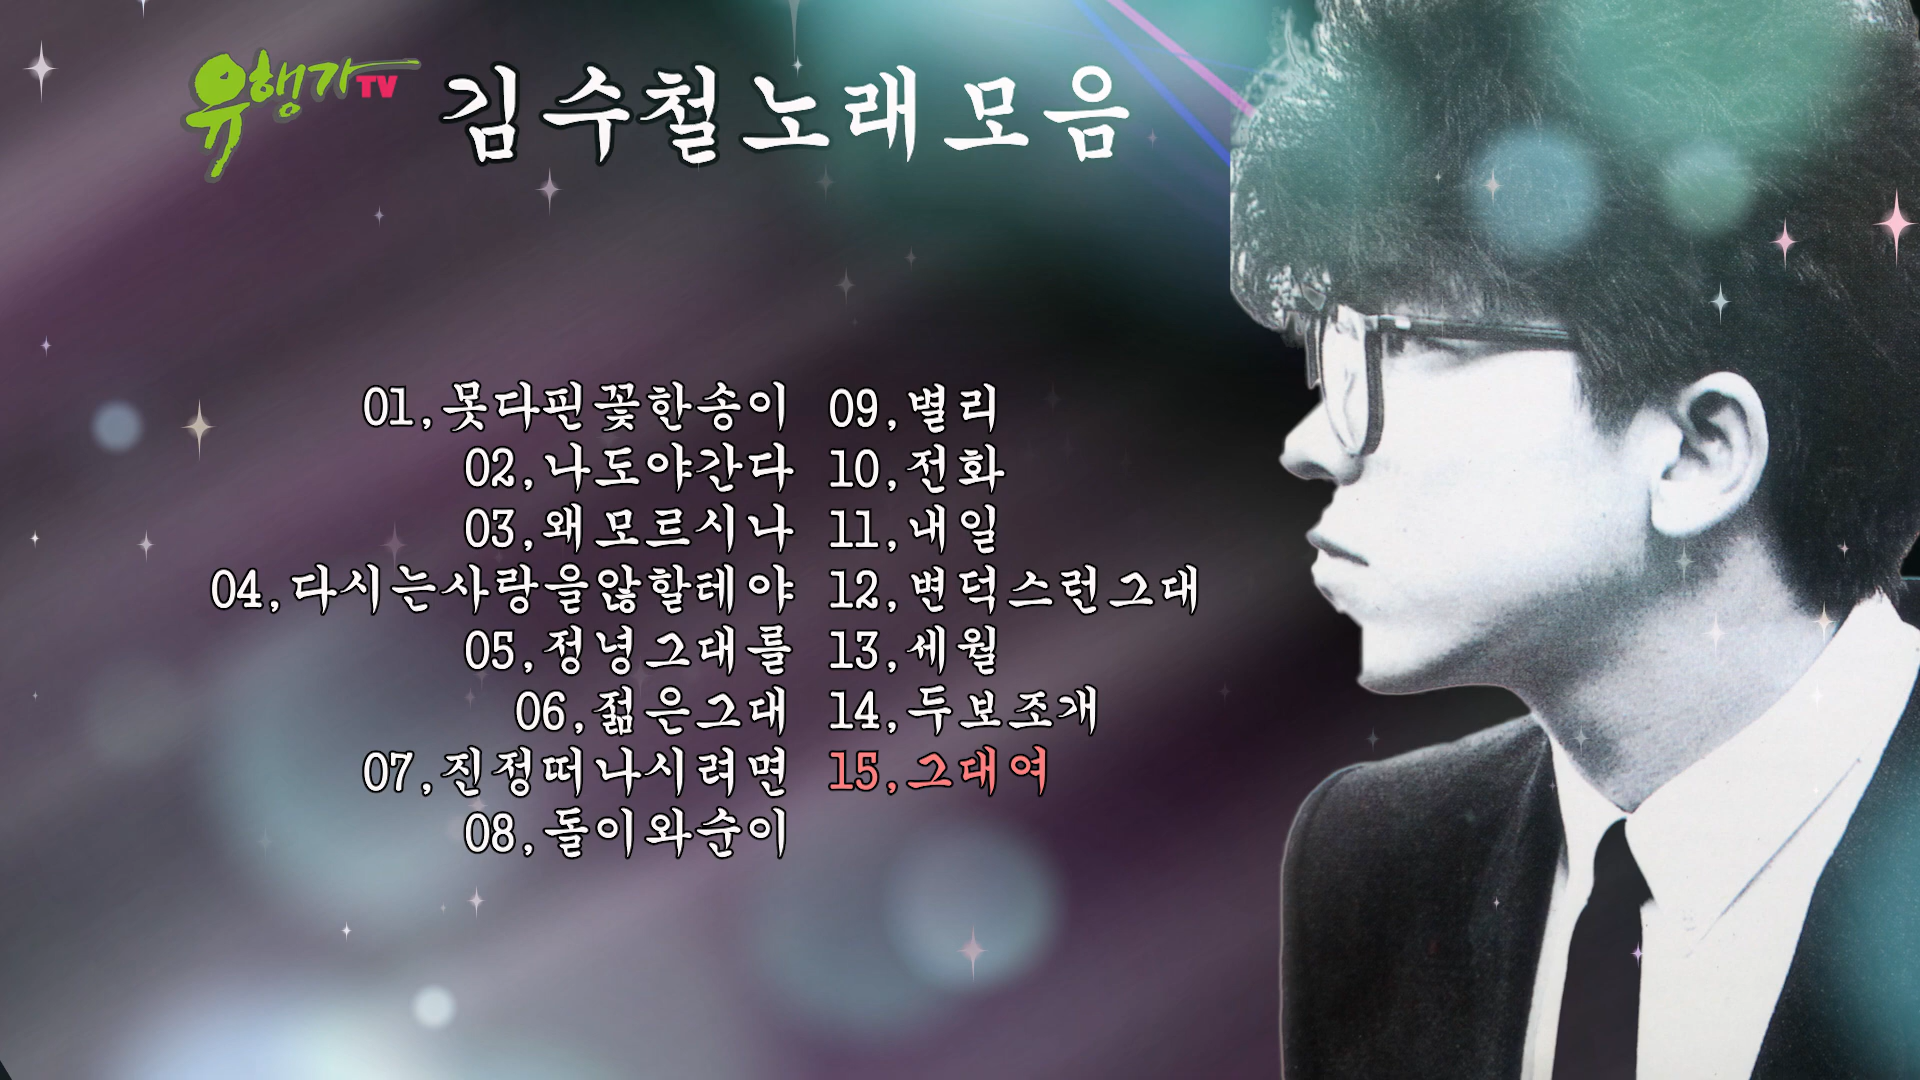 유행가TV
김수철노래모음
01,못다핀꽃한송이
02,나도야간다
03,왜모르시나
04,다시는사랑을않할테야
05,정녕그대를
06,젊은그대
07,진정떠나시려면
08,돌이와순이
09,별리
10,전화
11,내일
12,변덕스런그대
13,세월
14,두보조개
15,그대여